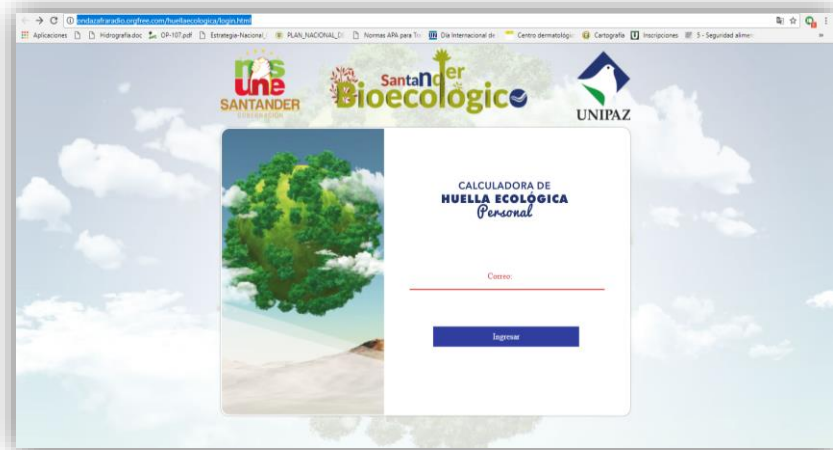 ondazafraradio.orgfree.com/huellaecologica/login.html
Aplicaciones
Hidrografia.doc
OP-107.pdf
Estrategia-Nacional_
PLAN_NACIONAL_D
Normas APA para
Día Internacional de
Centro dermatológic
Cartografía
Inscripciones
5 - Seguridad alimen
nos
une
SANTANDER
GOBERNACIÓN
Santander
Bioecológico
UNIPAZ
CALCULADORA DE
HUELLA ECOLÓGICA
Personal
Correo:
Ingresar